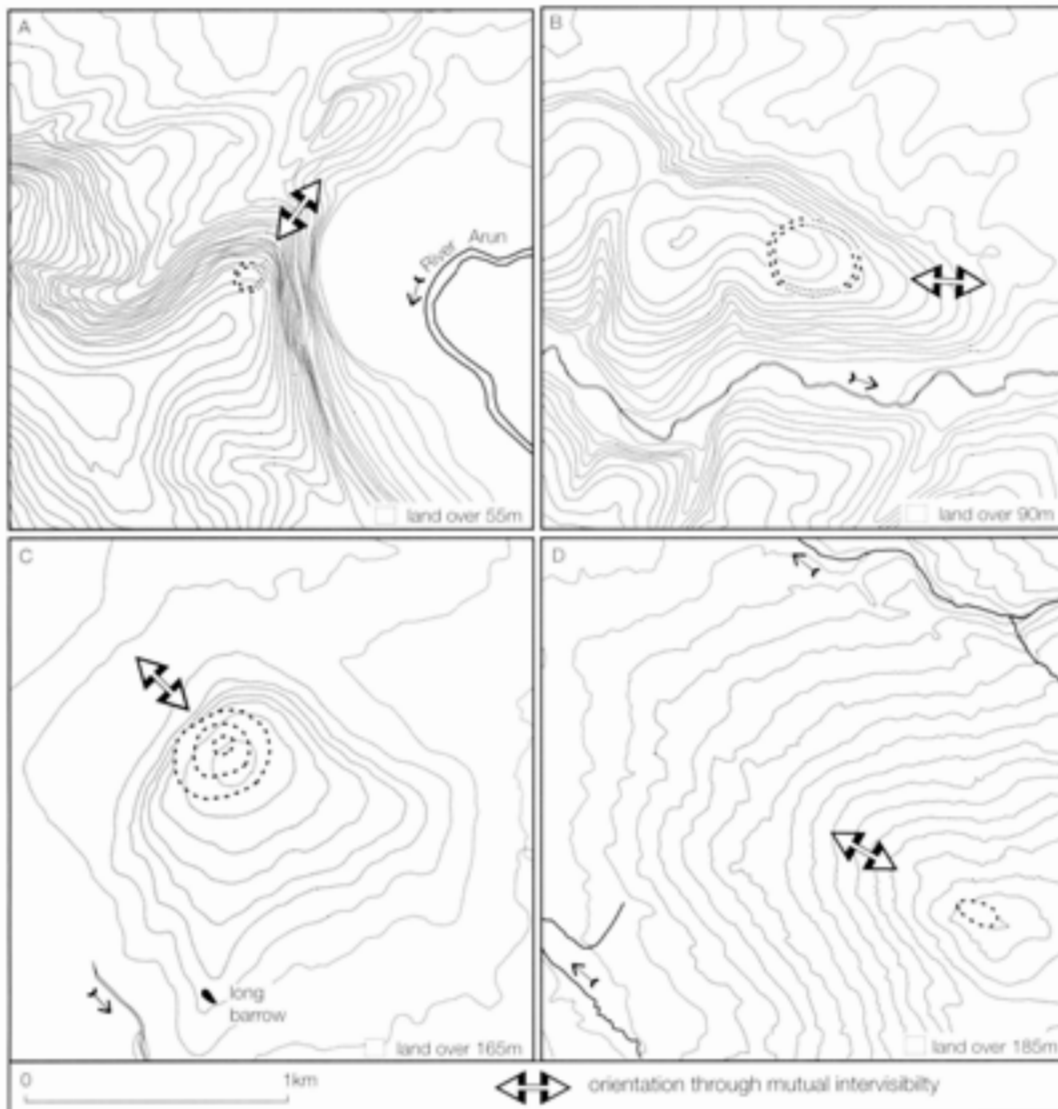 A
River Arun
land over 55m
B
land over 90m
C
long
barrow
land over 165m
D
land over 185m
0 1km
orientation through mutual intervisibilty